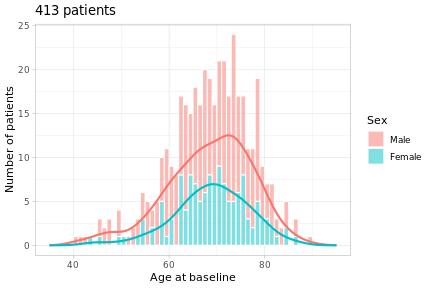 413 patients
25
20
15
10
5
0
Number of patients
40 60 80
Age at baseline
Sex
Male
Female